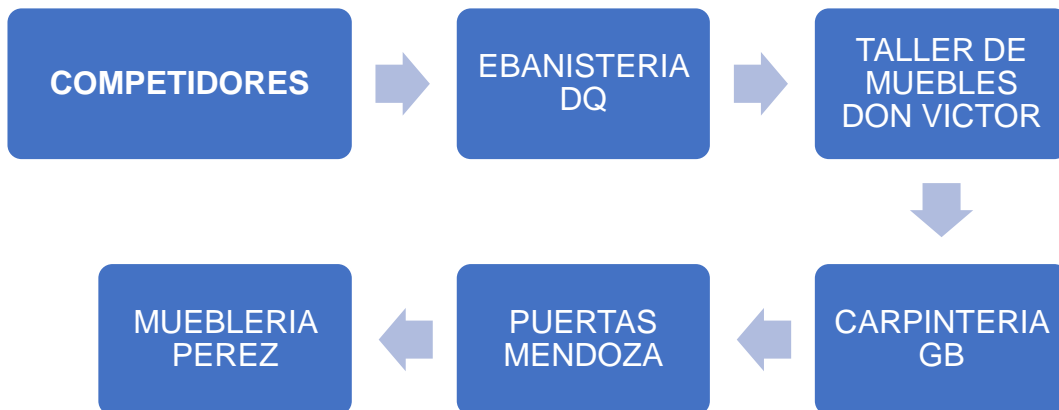 COMPETIDORES
EBANISTERIA
DQ
TALLER DE
MUEBLES
DON VICTOR
CARPINTERIA
GB
PUERTAS
MENDOZA
MUEBLERIA
PEREZ